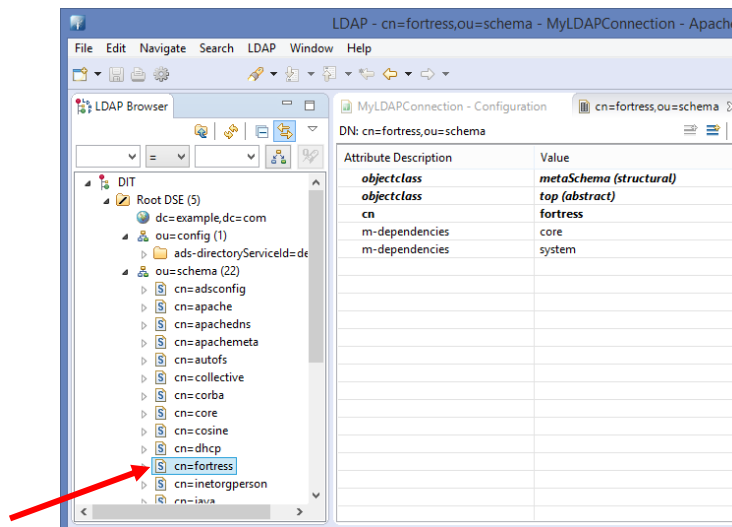 LDAP - cn=fortress,ou=schema - MyLDAPConnection - Apache
File Edit Navigate Search LDAP Window Help
LDAP Browser
MyLDAPConnection - Configuration
cn=fortress,ou=schema
DN: cn=fortress,ou=schema
=
Attribute Description Value
objectclass metaSchema (structural)
objectclass top (abstract)
cn fortress
m-dependencies core
m-dependencies system
DIT
Root DSE (5)
dc=example,dc=com
ou=config (1)
ads-directoryServiceId=de
ou=schema (22)
cn=adsconfig
cn=apache
cn=apachedns
cn=apachemeta
cn=autofs
cn=collective
cn=corba
cn=core
cn=cosine
cn=dhcp
cn=fortress
cn=inetorgperson
cn=java